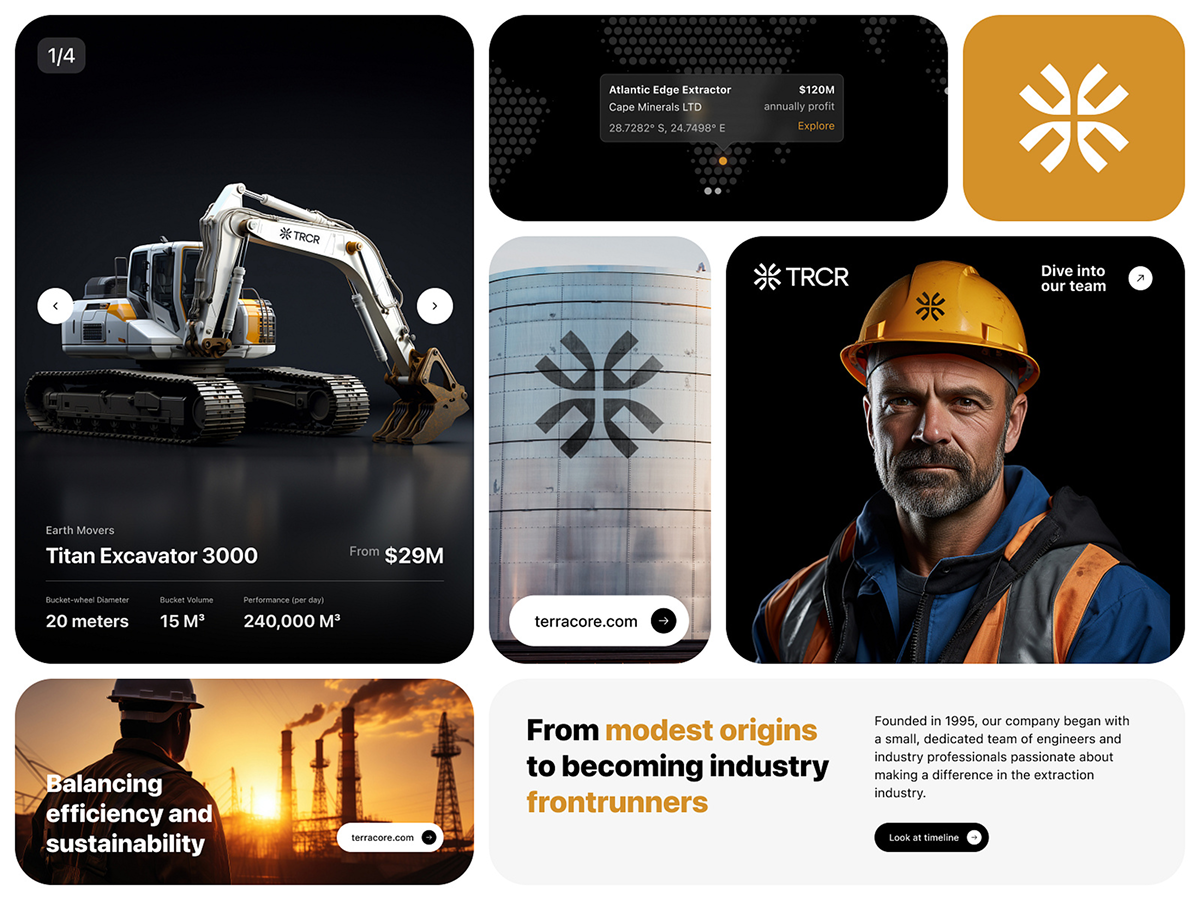 1/4
TRCR
Earth Movers
Titan Excavator 3000
From $29M
Bucket-wheel Diameter
Bucket Volume
Performance (per day)
20 meters
15 M³
240,000 M³
Atlantic Edge Extractor
$120M
Cape Minerals LTD
annually profit
28.7282° S, 24.7498° E
Explore
terracore.com
TRCR
Dive into
our team
Balancing
efficiency and
sustainability
terracore.com
From modest origins
to becoming industry
frontrunners
Founded in 1995, our company began with
a small, dedicated team of engineers and
industry professionals passionate about
making a difference in the extraction
industry.
Look at timeline